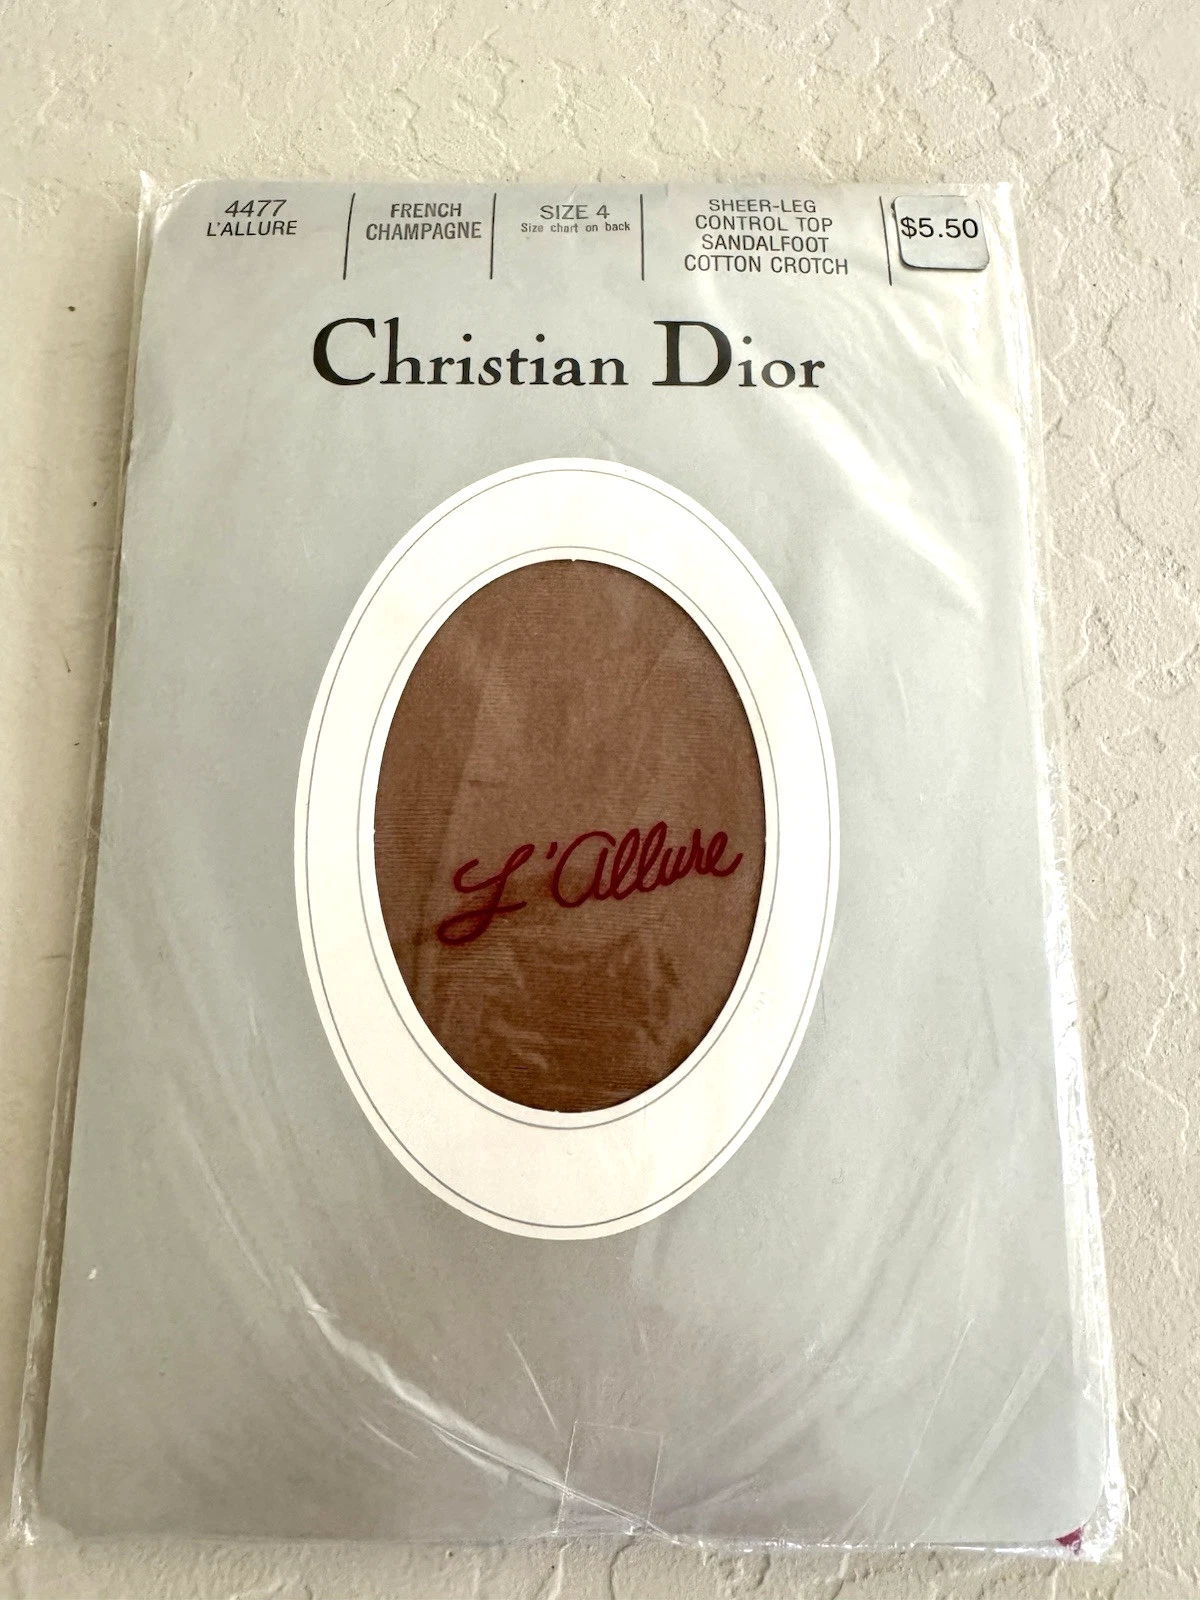 4477
L'ALLURE
FRENCH
CHAMPAGNE
SIZE 4
Size chart on back
SHEER-LEG
CONTROL TOP
SANDALFOOT
COTTON CROTCH
$5.50
Christian Dior
L'Allure